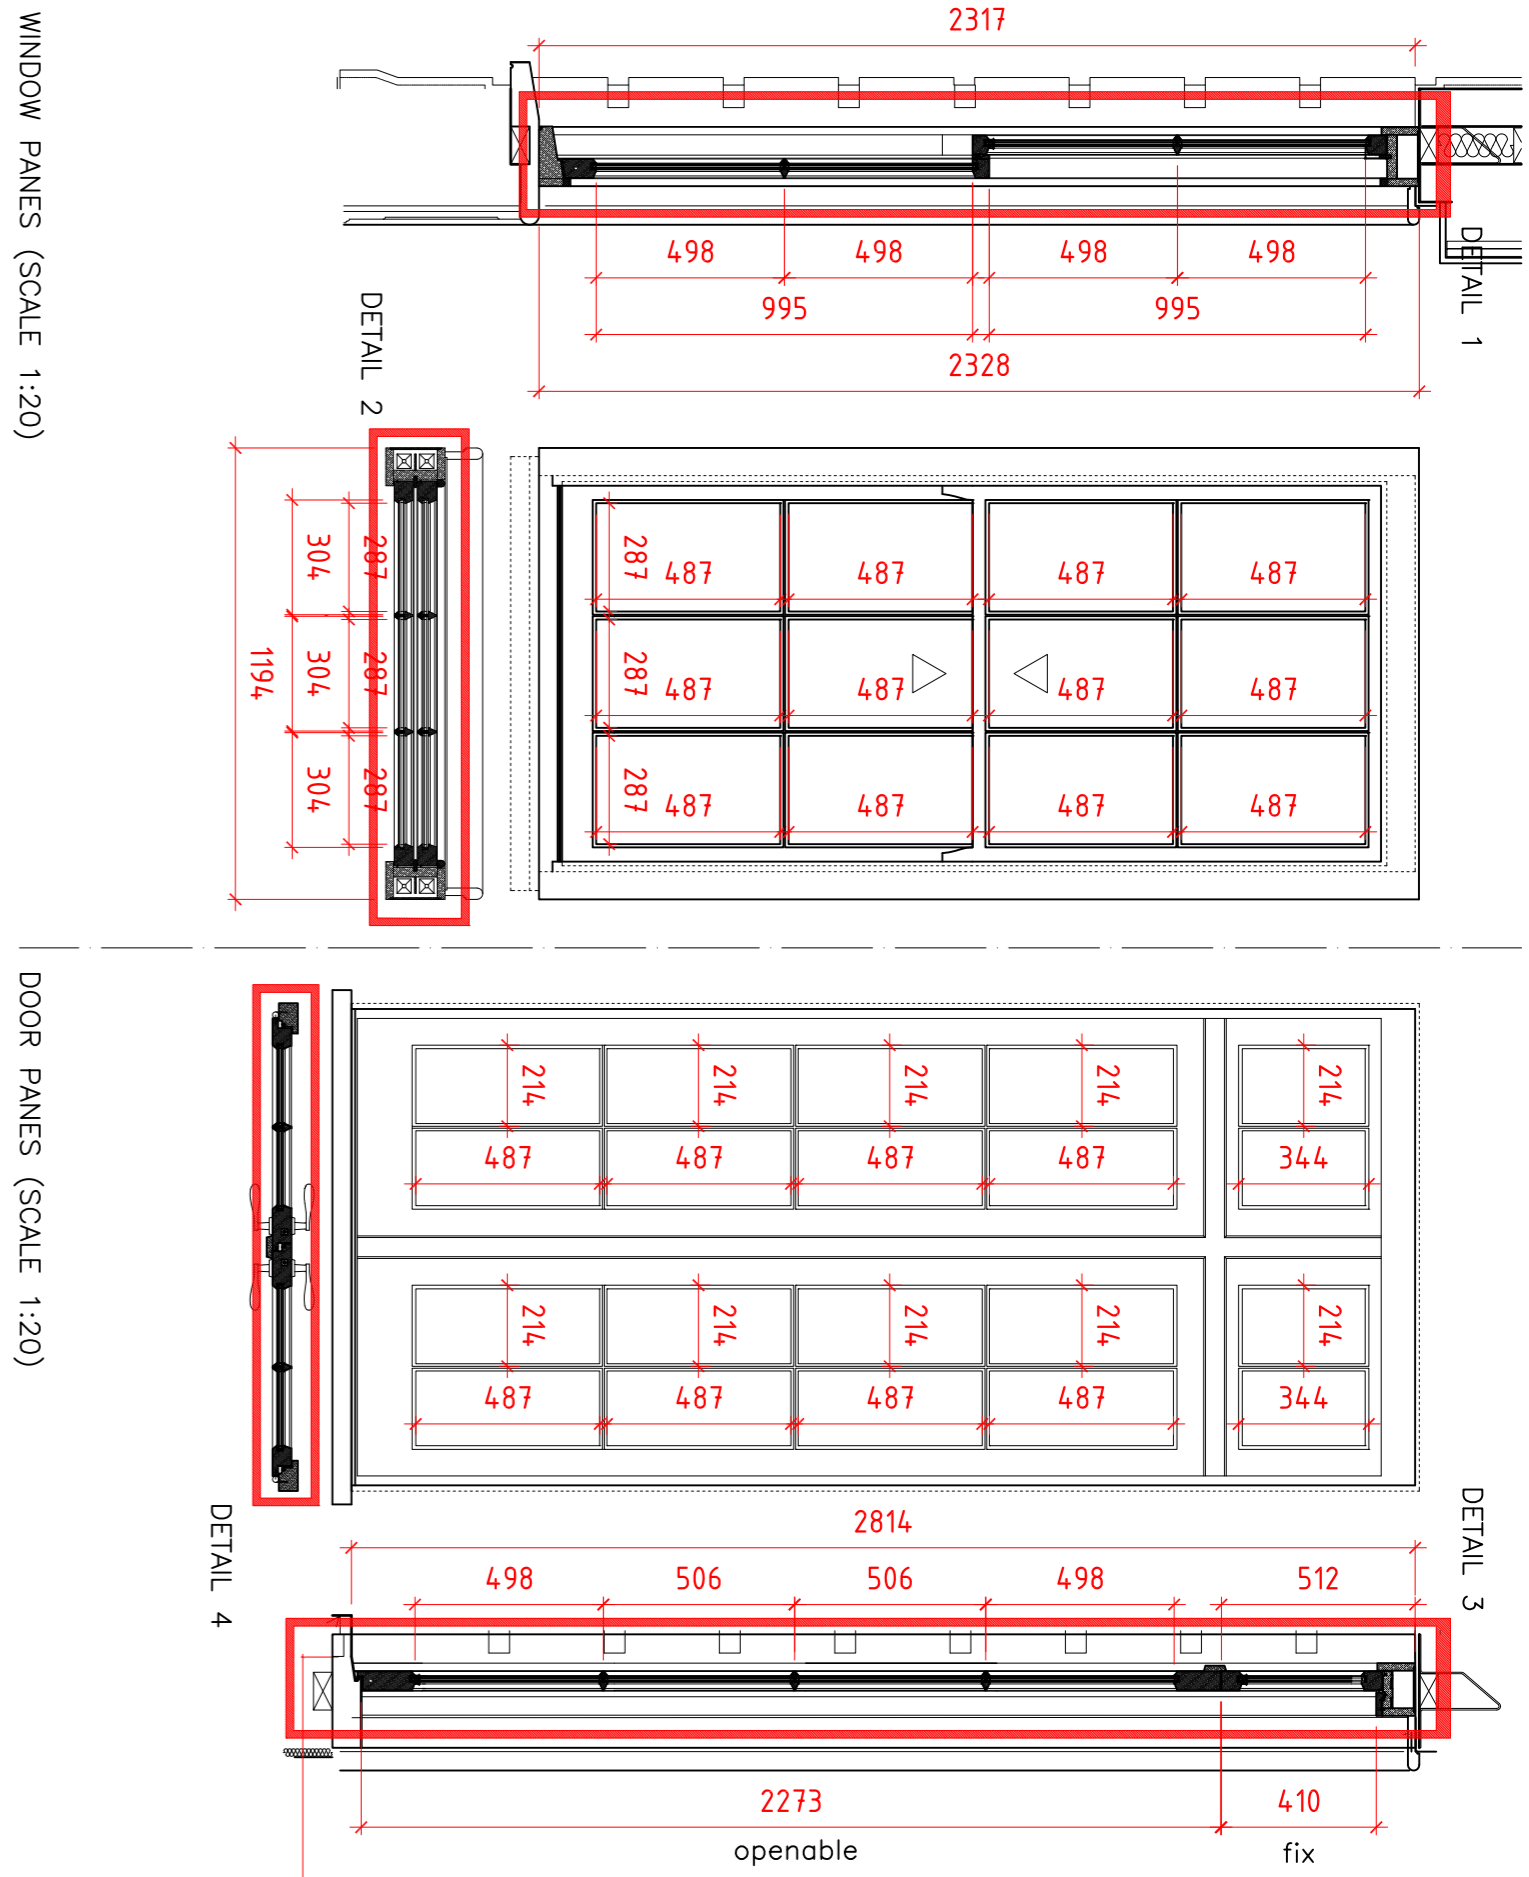 WINDOW PANES (SCALE 1:20)
2317
498 498 498 498
995 995
2328
DETAIL 1
DETAIL 2
287 304
287 304
287 304
1194
287 487 487 487 487
287 487 487 487 487
287 487 487 487 487
DOOR PANES (SCALE 1:20)
214 214 214 214 214
487 487 487 487 344
214 214 214 214 214
487 487 487 487 344
DETAIL 4
DETAIL 3
2814
498 506 506 498 512
2273 410
openable fix